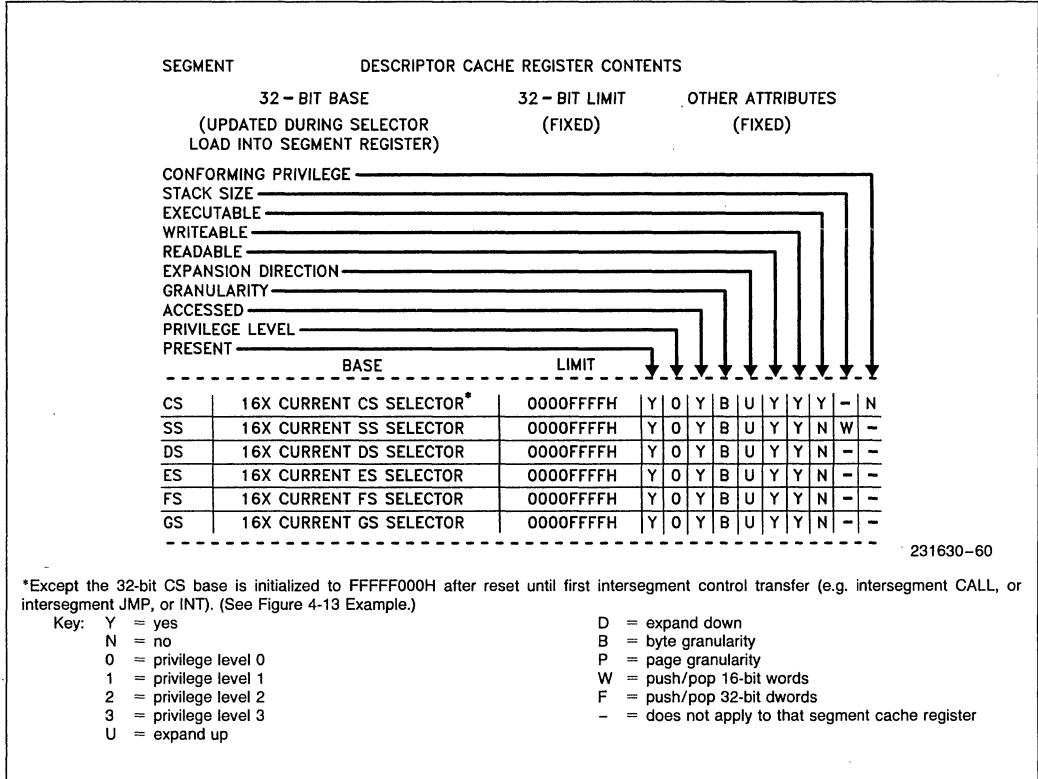 SEGMENT DESCRIPTOR CACHE REGISTER CONTENTS
32 – BIT BASE 32 – BIT LIMIT OTHER ATTRIBUTES
(UPDATED DURING SELECTOR (FIXED) (FIXED)
LOAD INTO SEGMENT REGISTER)
CONFORMING PRIVILEGE
STACK SIZE
EXECUTABLE
WRITEABLE
READABLE
EXPANSION DIRECTION
GRANULARITY
ACCESSED
PRIVILEGE LEVEL
PRESENT
BASE LIMIT
CS 16X CURRENT CS SELECTOR* 0000FFFFH Y 0 Y B U Y Y Y – N
SS 16X CURRENT SS SELECTOR 0000FFFFH Y 0 Y B U Y Y N W –
DS 16X CURRENT DS SELECTOR 0000FFFFH Y 0 Y B U Y Y N – –
ES 16X CURRENT ES SELECTOR 0000FFFFH Y 0 Y B U Y Y N – –
FS 16X CURRENT FS SELECTOR 0000FFFFH Y 0 Y B U Y Y N – –
GS 16X CURRENT GS SELECTOR 0000FFFFH Y 0 Y B U Y Y N – –
231630–60
*Except the 32-bit CS base is initialized to FFFFF000H after reset until first intersegment control transfer (e.g. intersegment CALL, or
intersegment JMP, or INT). (See Figure 4-13 Example.)
Key: Y = yes
N = no
0 = privilege level 0
1 = privilege level 1
2 = privilege level 2
3 = privilege level 3
U = expand up
D = expand down
B = byte granularity
P = page granularity
W = push/pop 16-bit words
F = push/pop 32-bit dwords
– = does not apply to that segment cache register